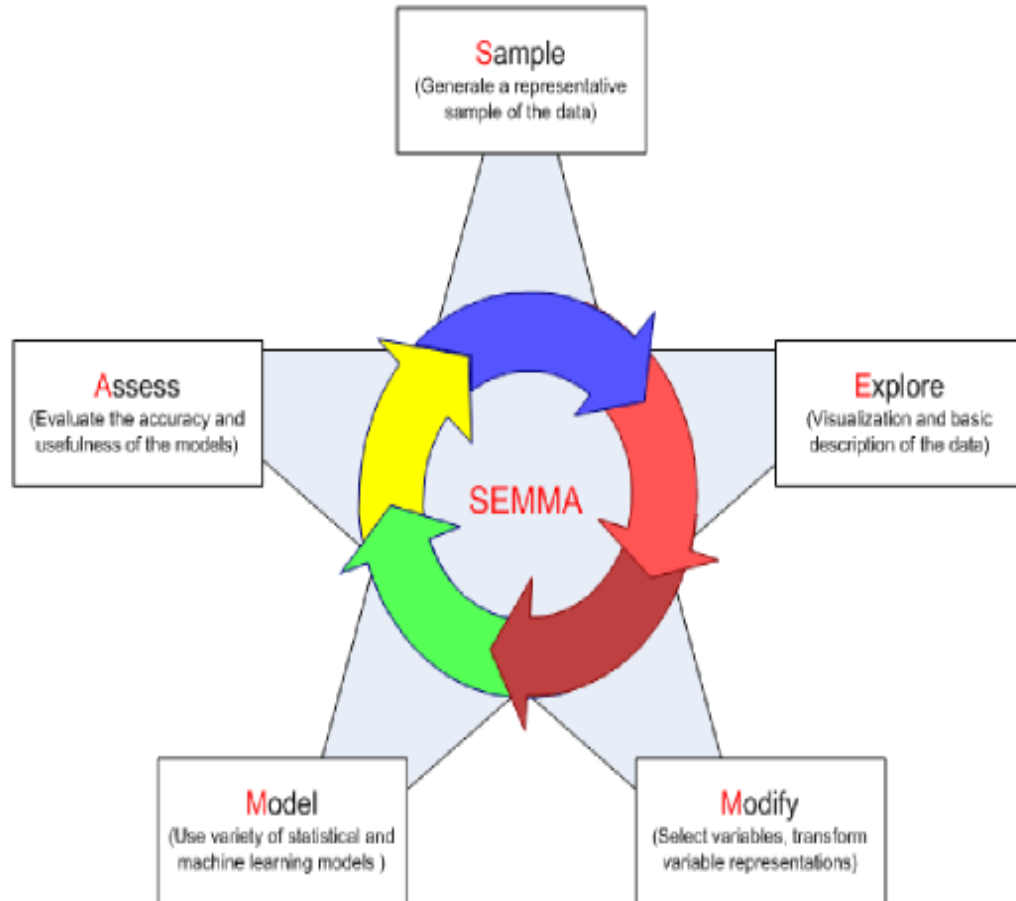 Sample
(Generale a representative
sample of the data)
Assess
(Evaluate the accuracy and
usefulness of the models)
Explore
(Visualization and basic
description of the data)
SEMMA
Model
(Use variety of statistical and
machine learning models )
Modify
(Select variables, transform
variable representations)